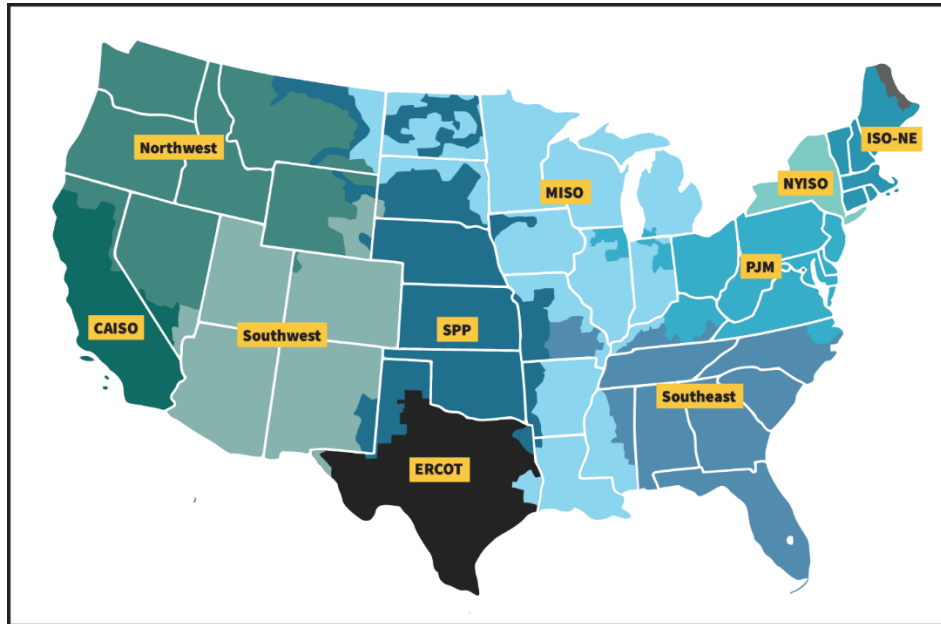 ISO-NE
Northwest
NYISO
MISO
PJM
CAISO
Southwest
SPP
Southeast
ERCOT